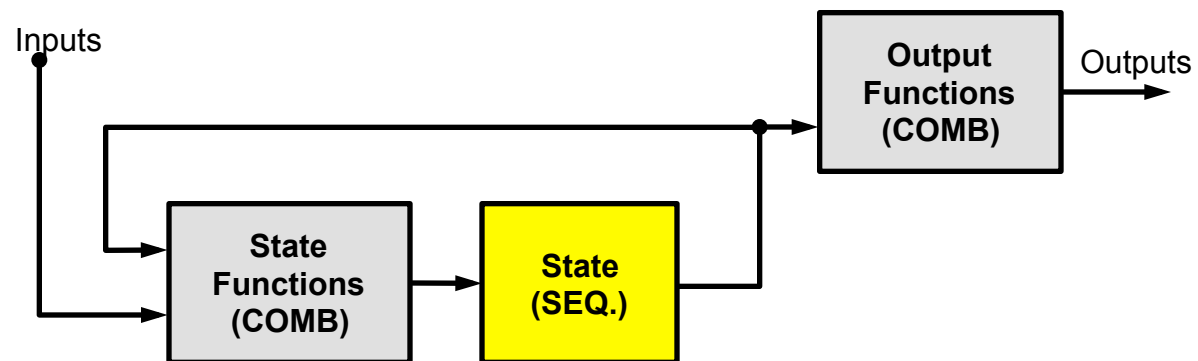 Inputs
Output
Functions
(COMB)
Outputs
State
Functions
(COMB)
State
(SEQ.)